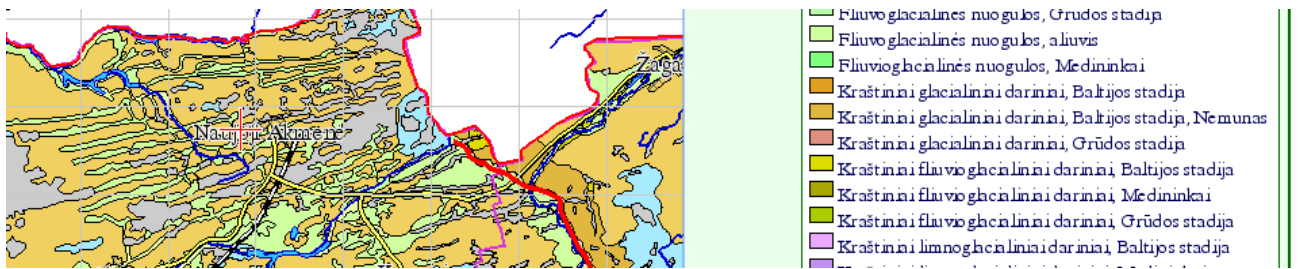 Žaga
Naujoji Akmenė
Fliuvoglacialinės nuogulos, Grūdos stadija
Fliuvoglacialinės nuogulos, aliuvis
Fliuvioglacialinės nuogulos, Medininkai
Kraštiniai glacialiniai dariniai, Baltijos stadija
Kraštiniai glacialiniai dariniai, Baltijos stadija, Nemunas
Kraštiniai glacialiniai dariniai, Grūdos stadija
Kraštiniai fliuvioglacialiniai dariniai, Baltijos stadija
Kraštiniai fliuvioglacialiniai dariniai, Medininkai
Kraštiniai fliuvioglacialiniai dariniai, Grūdos stadija
Kraštiniai limnoglacialiniai dariniai, Baltijos stadija